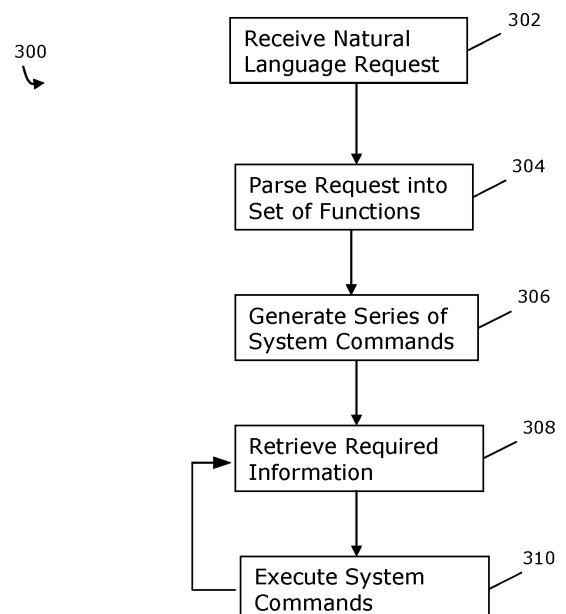 302
Receive Natural
Language Request
300
304
Parse Request into
Set of Functions
306
Generate Series of
System Commands
308
Retrieve Required
Information
310
Execute System
Commands